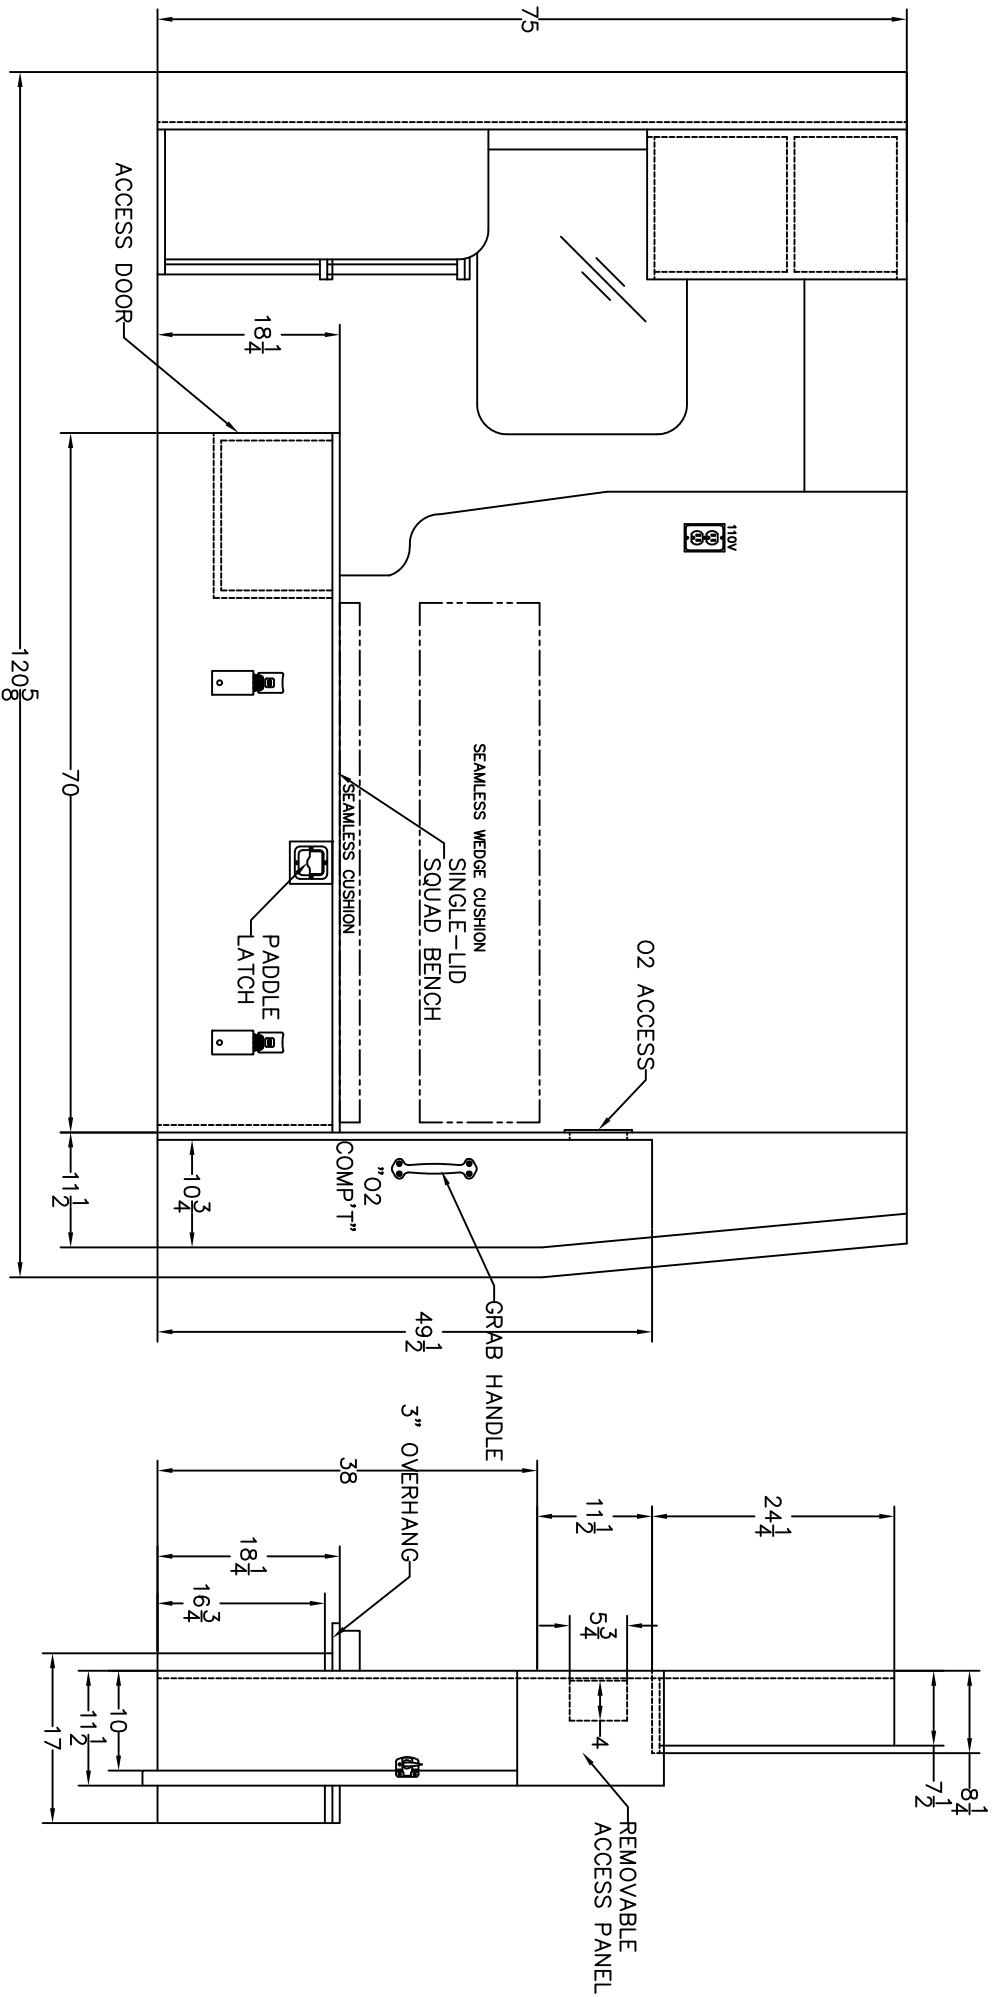 75
120 5/8
ACCESS DOOR
18 1/4
70
110V
SEAMLESS WEDGE CUSHION
SINGLE-LID
SQUAD BENCH
SEAMLESS CUSHION
PADDLE
LATCH
O2 ACCESS
"O2
COMP'T"
10 3/4
11 1/2
GRAB HANDLE
49 1/2
3" OVERHANG
38
11 1/2
24 1/4
18 1/4
16 3/4
5 3/4
4
10
11 1/2
17
7 1/2
8 1/4
REMOVABLE
ACCESS PANEL